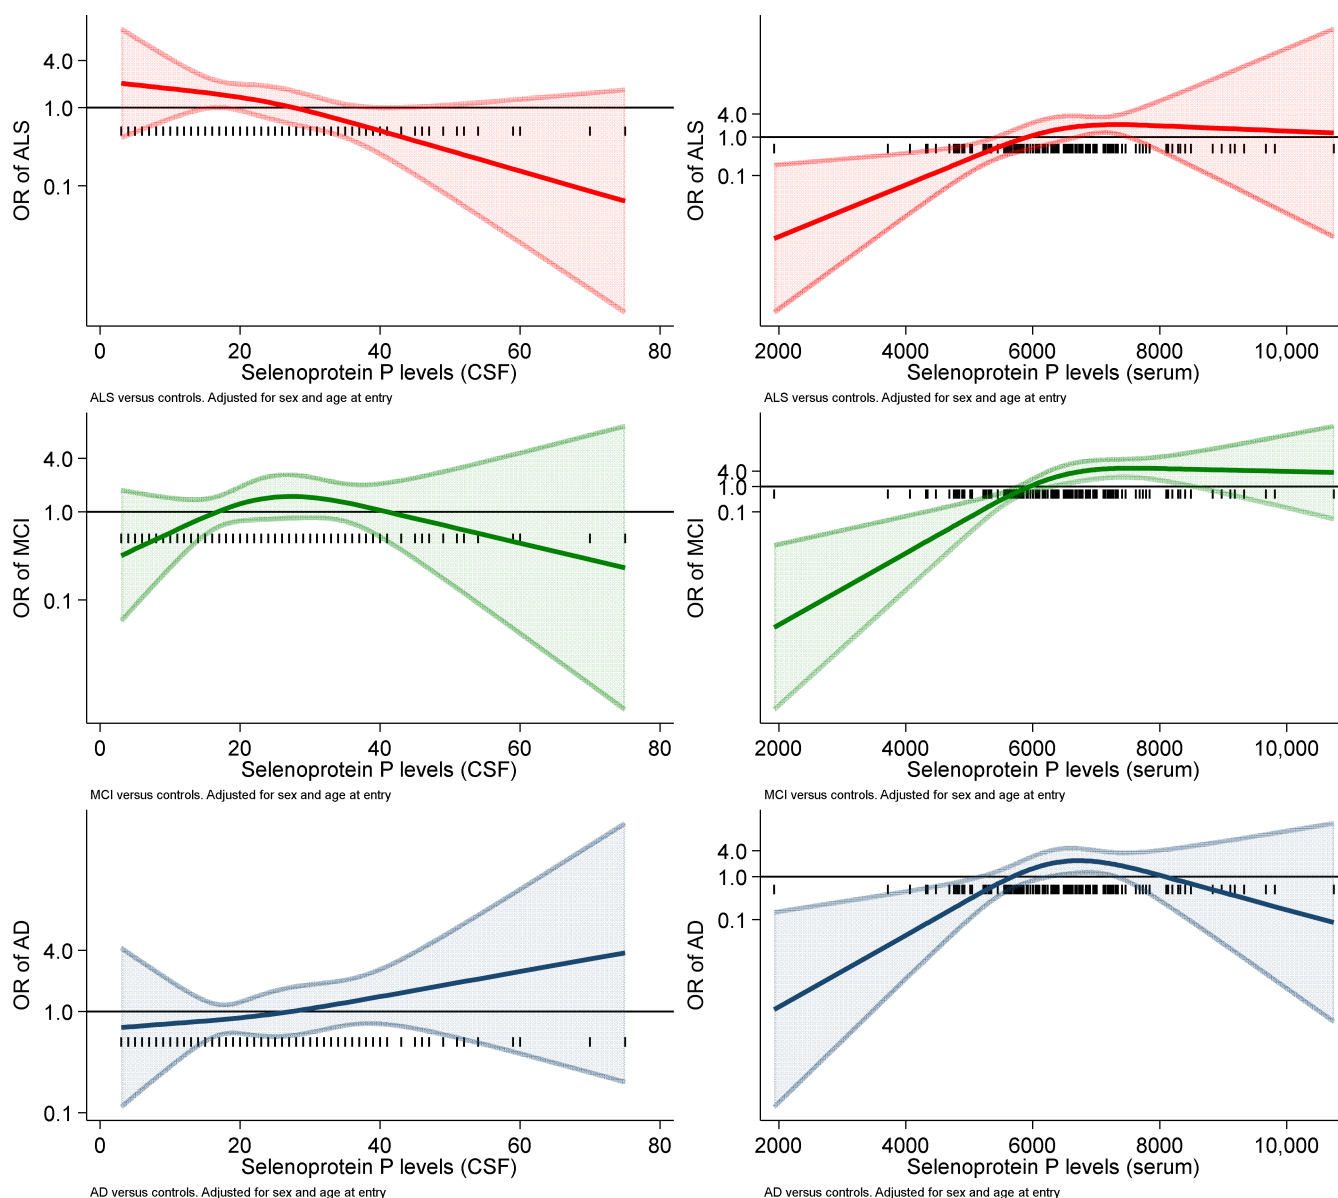 OR of ALS
4.0
1.0
0.1
0 20 40 60 80
Selenoprotein P levels (CSF)
ALS versus controls. Adjusted for sex and age at entry
OR of ALS
4.0
1.0
0.1
2000 4000 6000 8000 10,000
Selenoprotein P levels (serum)
ALS versus controls. Adjusted for sex and age at entry
OR of MCI
4.0
1.0
0.1
0 20 40 60 80
Selenoprotein P levels (CSF)
MCI versus controls. Adjusted for sex and age at entry
OR of MCI
4.0
1.0
0.1
2000 4000 6000 8000 10,000
Selenoprotein P levels (serum)
MCI versus controls. Adjusted for sex and age at entry
OR of AD
4.0
1.0
0.1
0 20 40 60 80
Selenoprotein P levels (CSF)
AD versus controls. Adjusted for sex and age at entry
OR of AD
4.0
1.0
0.1
2000 4000 6000 8000 10,000
Selenoprotein P levels (serum)
AD versus controls. Adjusted for sex and age at entry